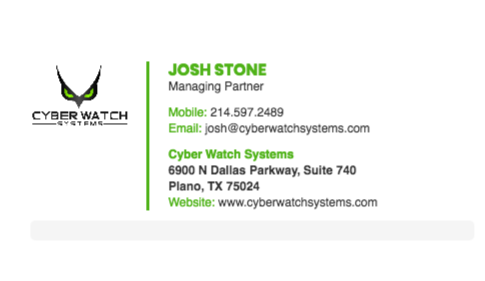 CYBER WATCH
SYSTEMS
JOSH STONE
Managing Partner
Mobile: 214.597.2489
Email: josh@cyberwatchsystems.com
Cyber Watch Systems
6900 N Dallas Parkway, Suite 740
Plano, TX 75024
Website: www.cyberwatchsystems.com